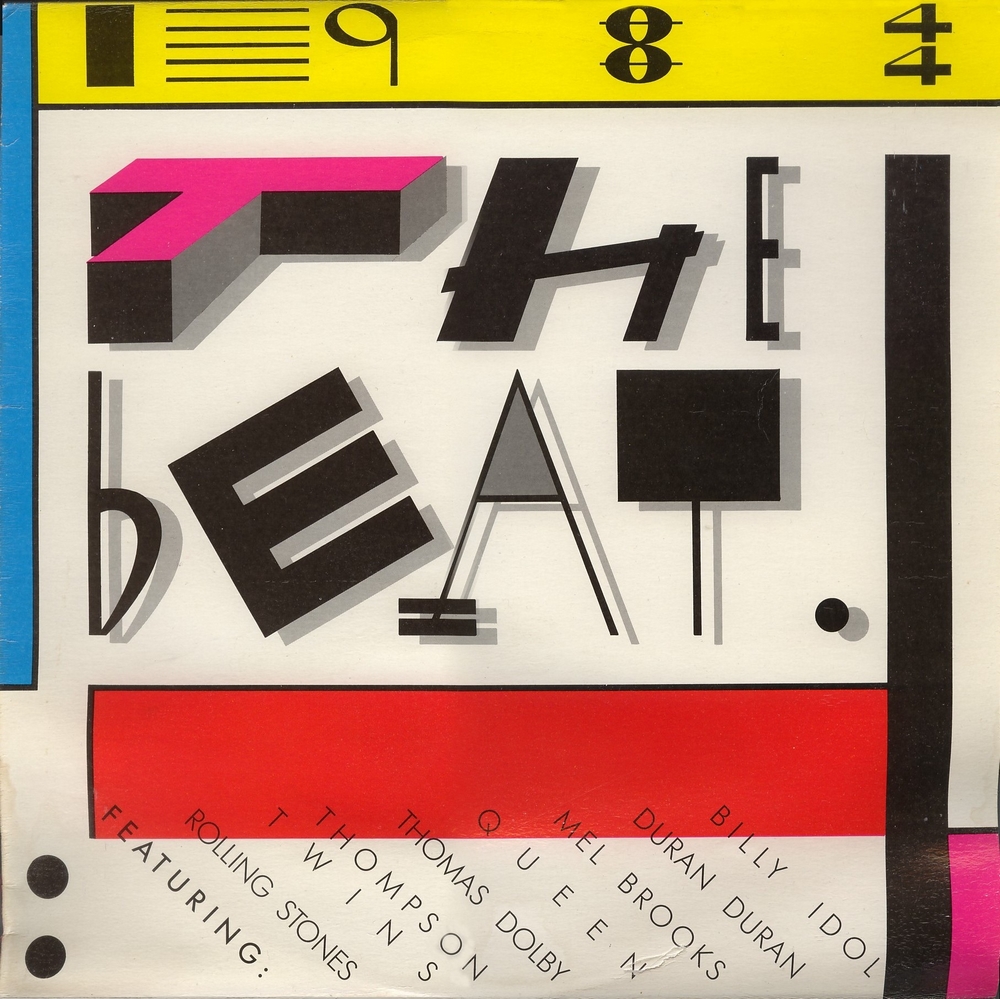 1984
THE
bEAT.
FEATURING:
ROLLING STONES
THOMPSON
TWINS
THOMAS DOLBY
QUEEN
MEL BROOKS
DURAN DURAN
BILLY IDOL